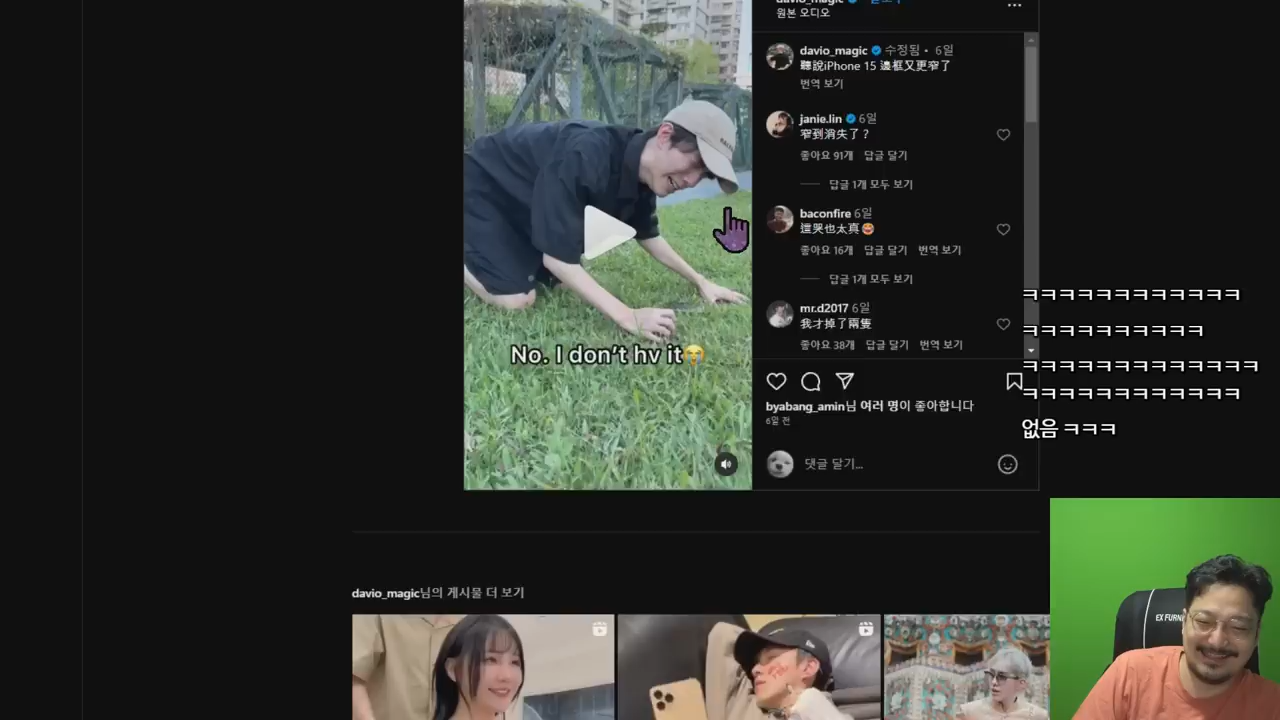 davio_magic
원본 오디오
davio_magic 수정됨 • 6일
聽說iPhone 15 邊框又更窄了
번역 보기
janie.lin 6일
窄到消失了？
좋아요 91개 답글 달기
답글 1개 모두 보기
baconfire 6일
這哭也太真🤩
좋아요 16개 답글 달기 번역 보기
답글 1개 모두 보기
mr.d2017 6일
我才掉了兩隻
좋아요 38개 답글 달기 번역 보기
byabang_amin님 여러 명이 좋아합니다
6일 전
댓글 달기...
No. I don't hv it😭
ㅋㅋㅋㅋㅋㅋㅋㅋㅋㅋㅋㅋ
ㅋㅋㅋㅋㅋㅋㅋㅋㅋㅋ
ㅋㅋㅋㅋㅋㅋㅋㅋㅋㅋㅋㅋㅋ
ㅋㅋㅋㅋㅋㅋㅋㅋㅋㅋㅋㅋ
없음 ㅋㅋㅋ
davio_magic님의 게시물 더 보기
EX FURNI